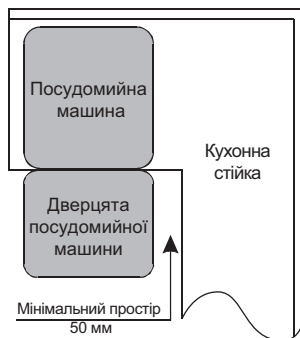 Посудомийна
машина
Кухонна
стійка
Дверцята
посудомийної
машини
Мінімальний простір
50 мм